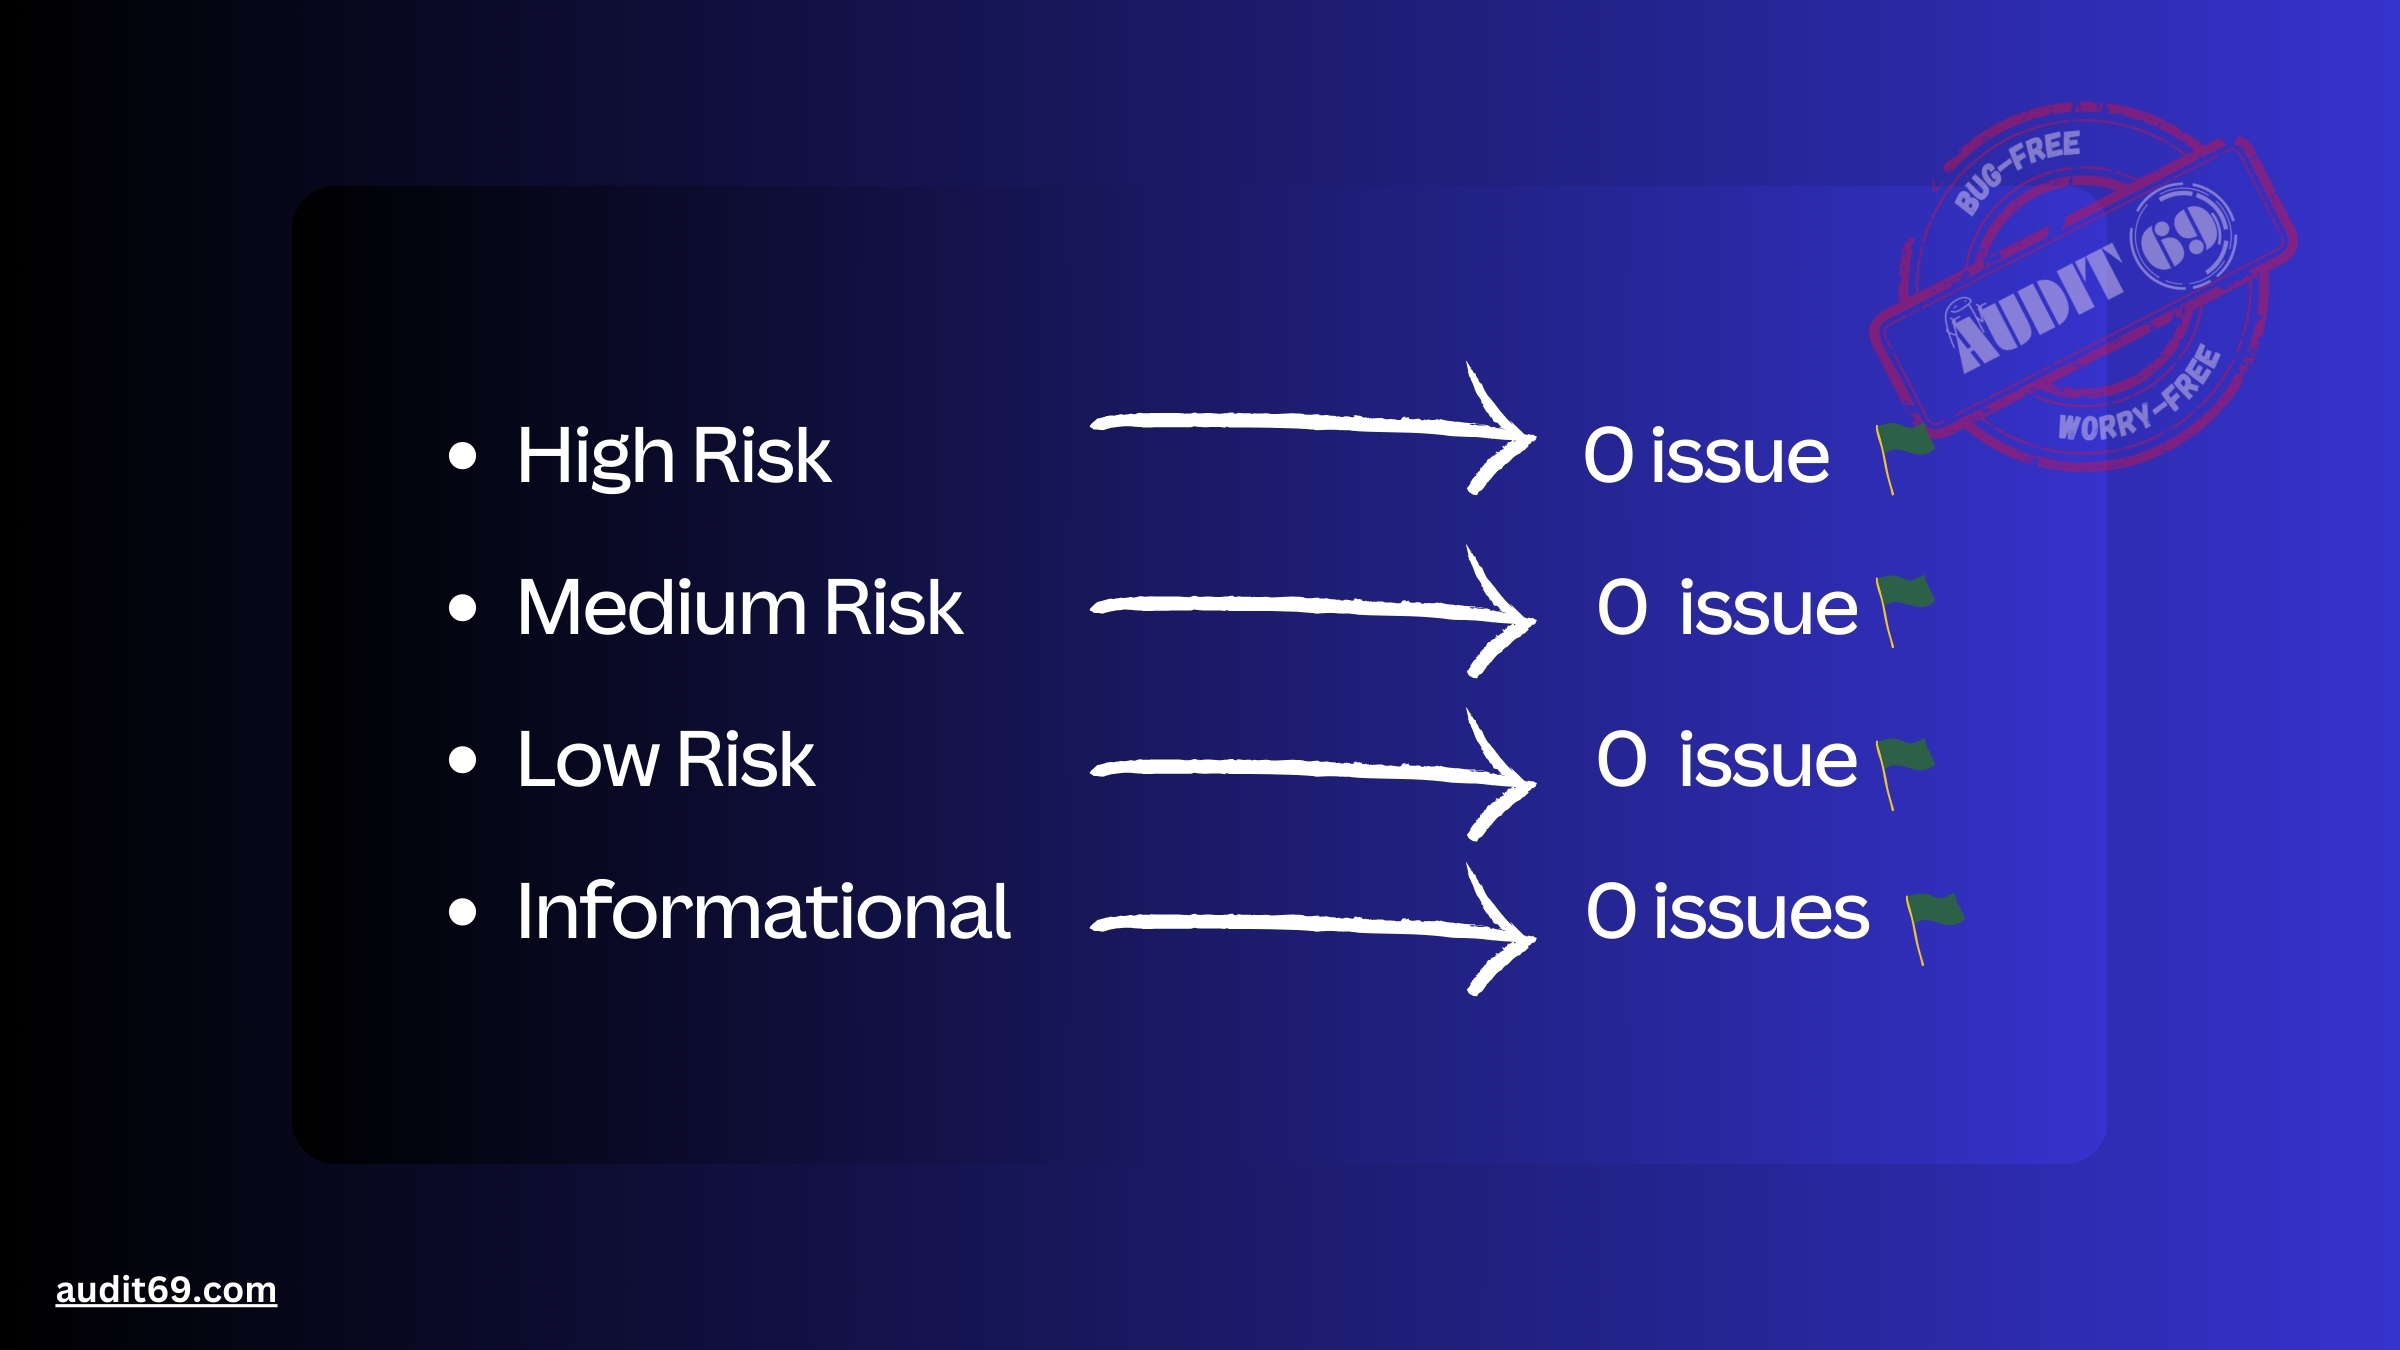 BUG-FREE
AUDIT 69
WORRY-FREE
High Risk 0 issue
Medium Risk 0 issue
Low Risk 0 issue
Informational 0 issues
audit69.com